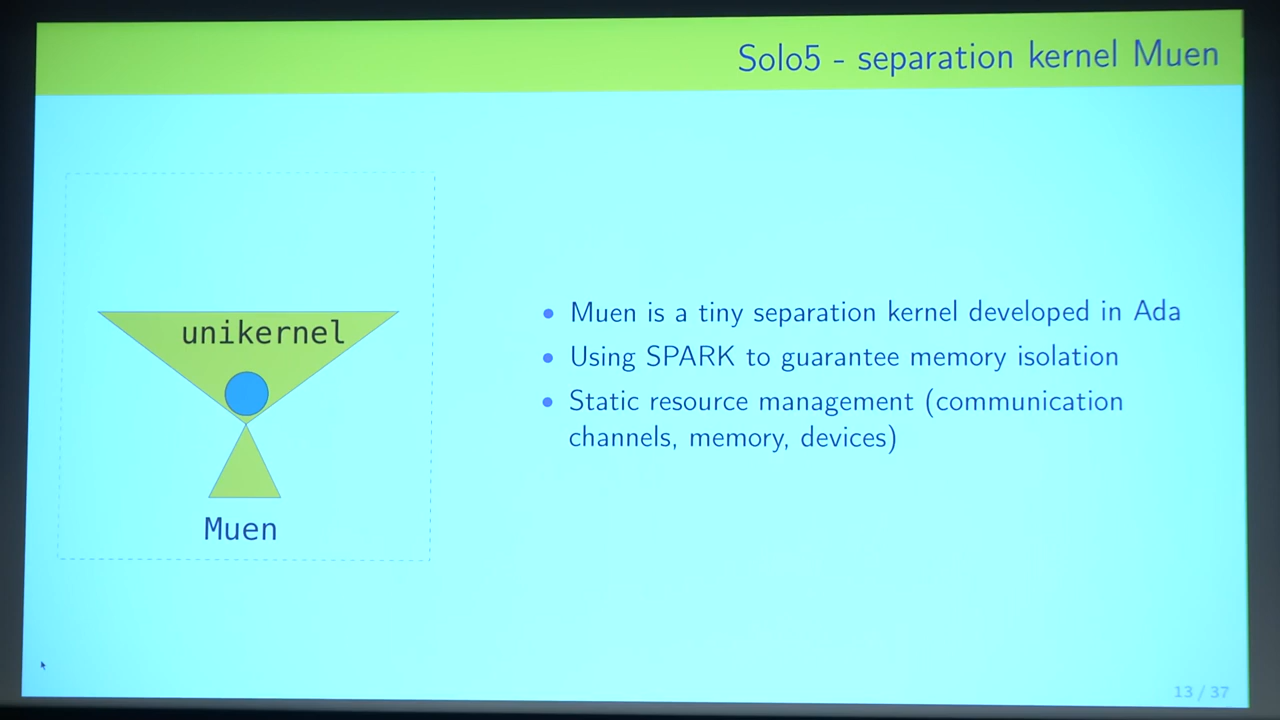 Solo5 - separation kernel Muen
unikernel
Muen
• Muen is a tiny separation kernel developed in Ada
• Using SPARK to guarantee memory isolation
• Static resource management (communication
channels, memory, devices)
13 / 37